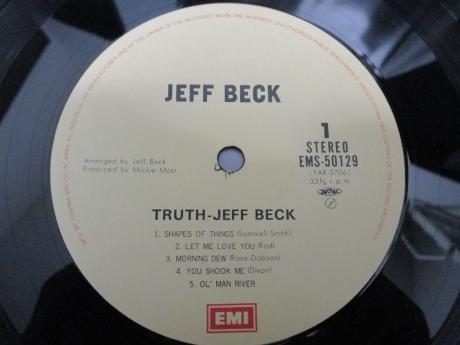 JEFF BECK
1
STEREO
EMS-50129
(YAX-3706)
33⅓ r.p.m.
Arranged by Jeff Beck
Produced by Mickie Most
TRUTH-JEFF BECK
1. SHAPES OF THINGS (Samwell-Smith)
2. LET ME LOVE YOU (Rod)
3. MORNING DEW (Rose-Dobson)
4. YOU SHOOK ME (Dixon)
5. OL' MAN RIVER
EMI